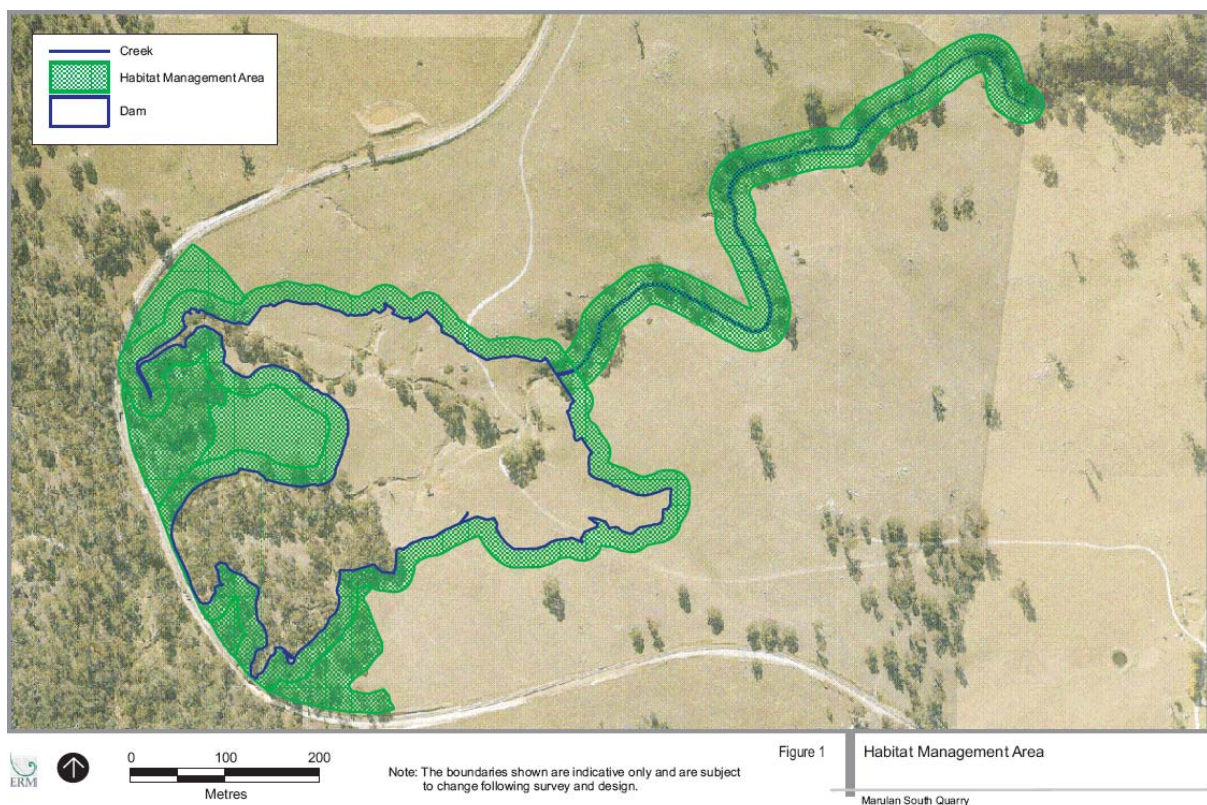 Creek
Habitat Management Area
Dam
ERM
0 100 200
Metres
Note: The boundaries shown are indicative only and are subject
to change following survey and design.
Figure 1
Habitat Management Area
Marulan South Quarry